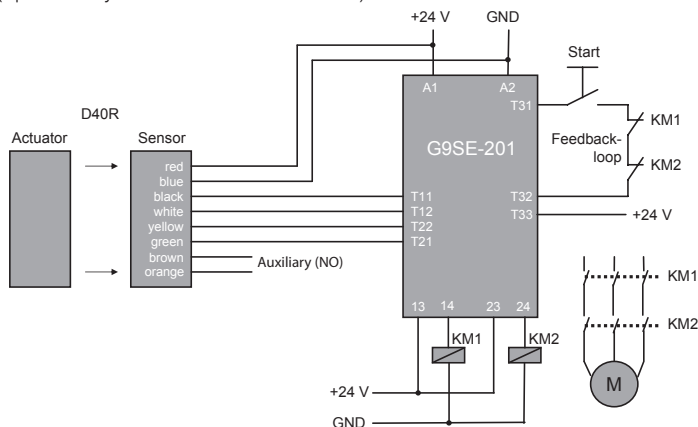 +24 V GND
Start
A1 A2
T31
D40R
KM1
Actuator Sensor
G9SE-201
Feedback-
loop
KM2
red
blue
black T11 T32
white T12 T33 +24 V
yellow T22
green T21
brown
Auxiliary (NO)
orange
KM1
13 14 23 24
KM2
KM1 KM2
M
+24 V
GND